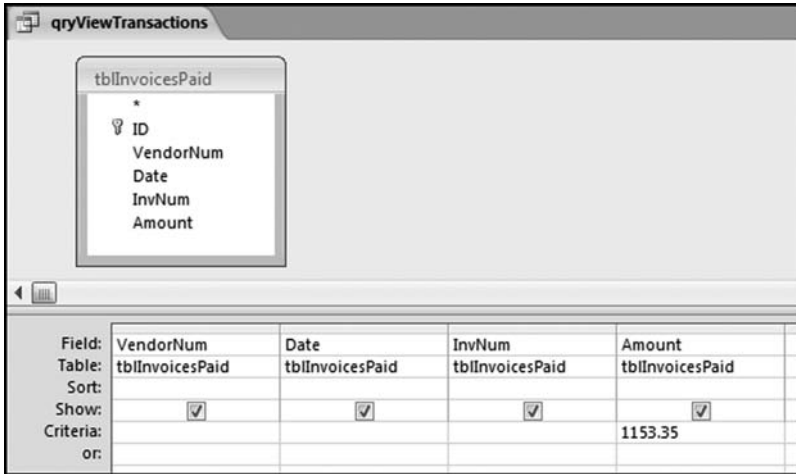 qryViewTransactions
tblInvoicesPaid
*
ID
VendorNum
Date
InvNum
Amount
Field: VendorNum Date InvNum Amount
Table: tblInvoicesPaid tblInvoicesPaid tblInvoicesPaid tblInvoicesPaid
Sort:
Show:
Criteria: 1153.35
or: